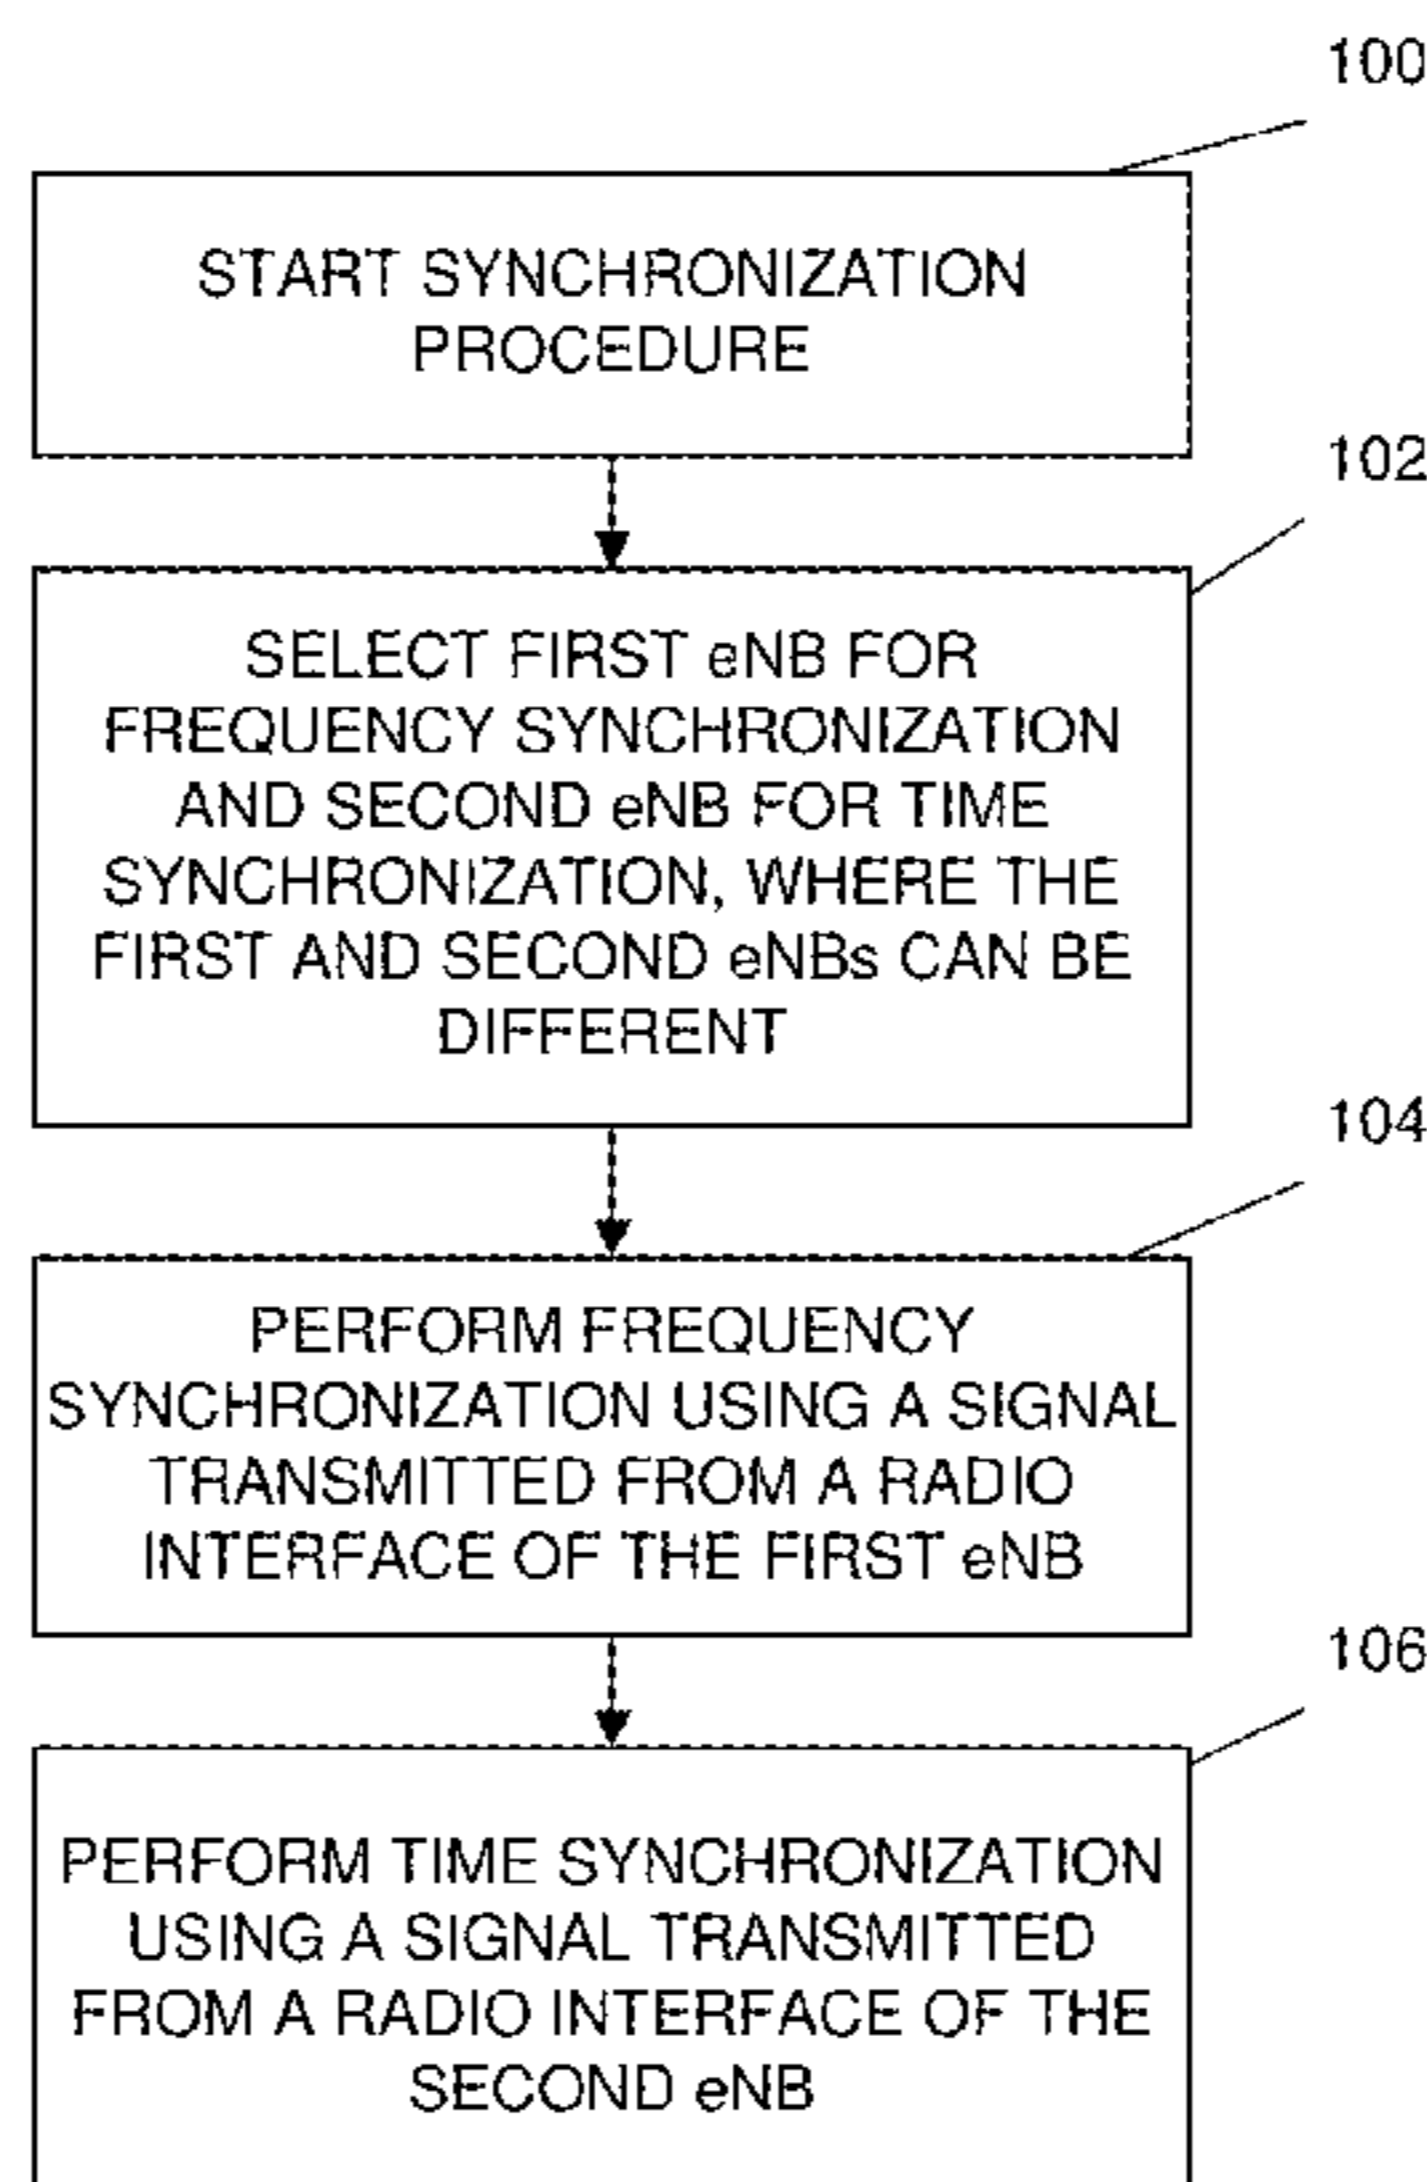 100
START SYNCHRONIZATION
PROCEDURE
102
SELECT FIRST eNB FOR
FREQUENCY SYNCHRONIZATION
AND SECOND eNB FOR TIME
SYNCHRONIZATION, WHERE THE
FIRST AND SECOND eNBs CAN BE
DIFFERENT
104
PERFORM FREQUENCY
SYNCHRONIZATION USING A SIGNAL
TRANSMITTED FROM A RADIO
INTERFACE OF THE FIRST eNB
106
PERFORM TIME SYNCHRONIZATION
USING A SIGNAL TRANSMITTED
FROM A RADIO INTERFACE OF THE
SECOND eNB